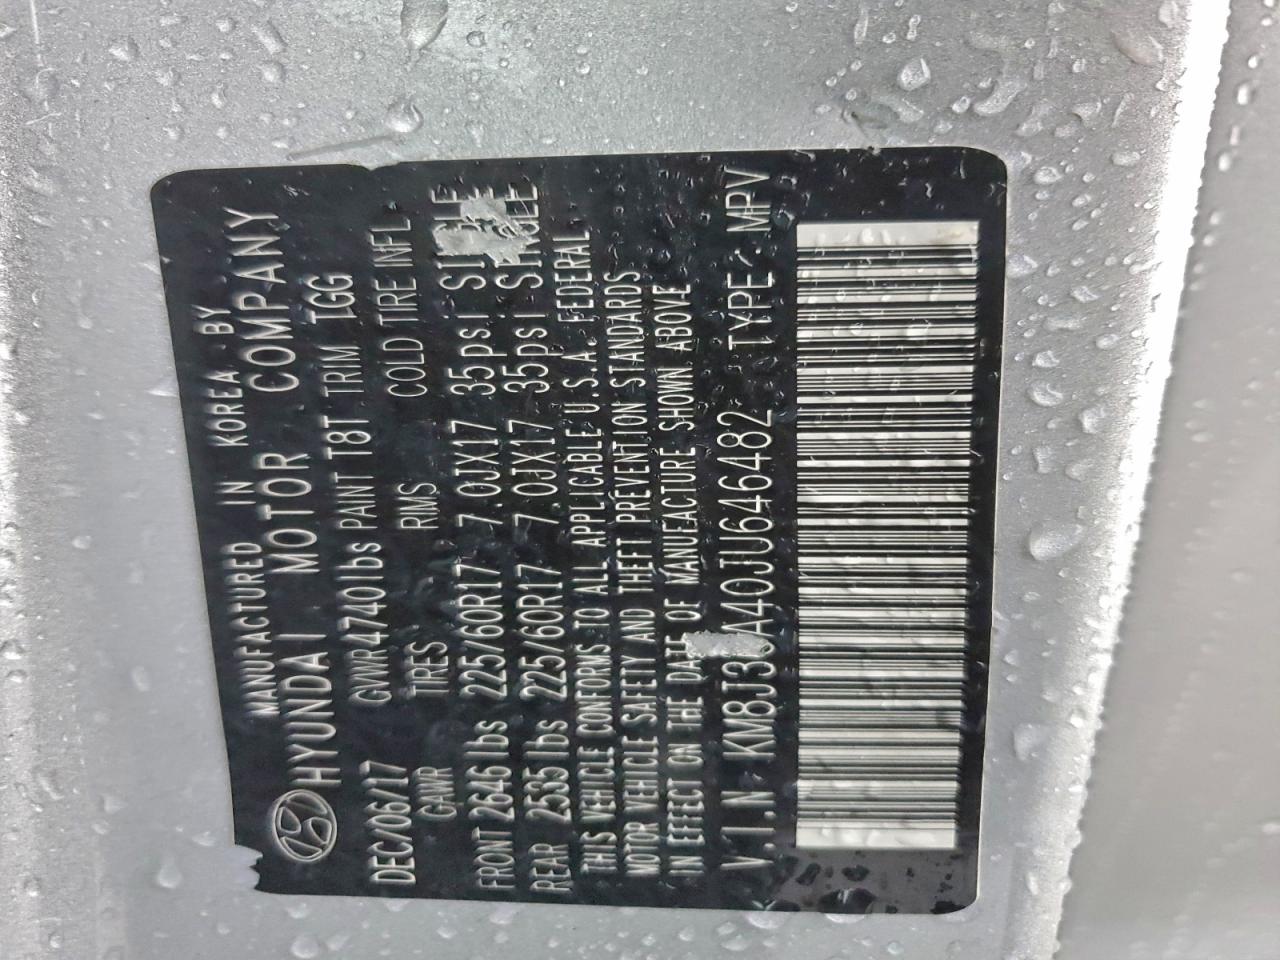 MANUFACTURED IN KOREA BY
HYUNDAI MOTOR COMPANY
DEC/06/17 GVWR 4740lbs PAINT T8T TRIM IGG
GAWR TIRES RIMS COLD TIRE INFL.
FRONT 2646lbs 225/60R17 7.0JX17 35psi SINGLE
REAR 2535lbs 225/60R17 7.0JX17 35psi SINGLE
THIS VEHICLE CONFORMS TO ALL APPLICABLE U.S.A. FEDERAL
MOTOR VEHICLE SAFETY AND THEFT PREVENTION STANDARDS
IN EFFECT ON THE DATE OF MANUFACTURE SHOWN ABOVE
V.I.N: TYPE: MPV